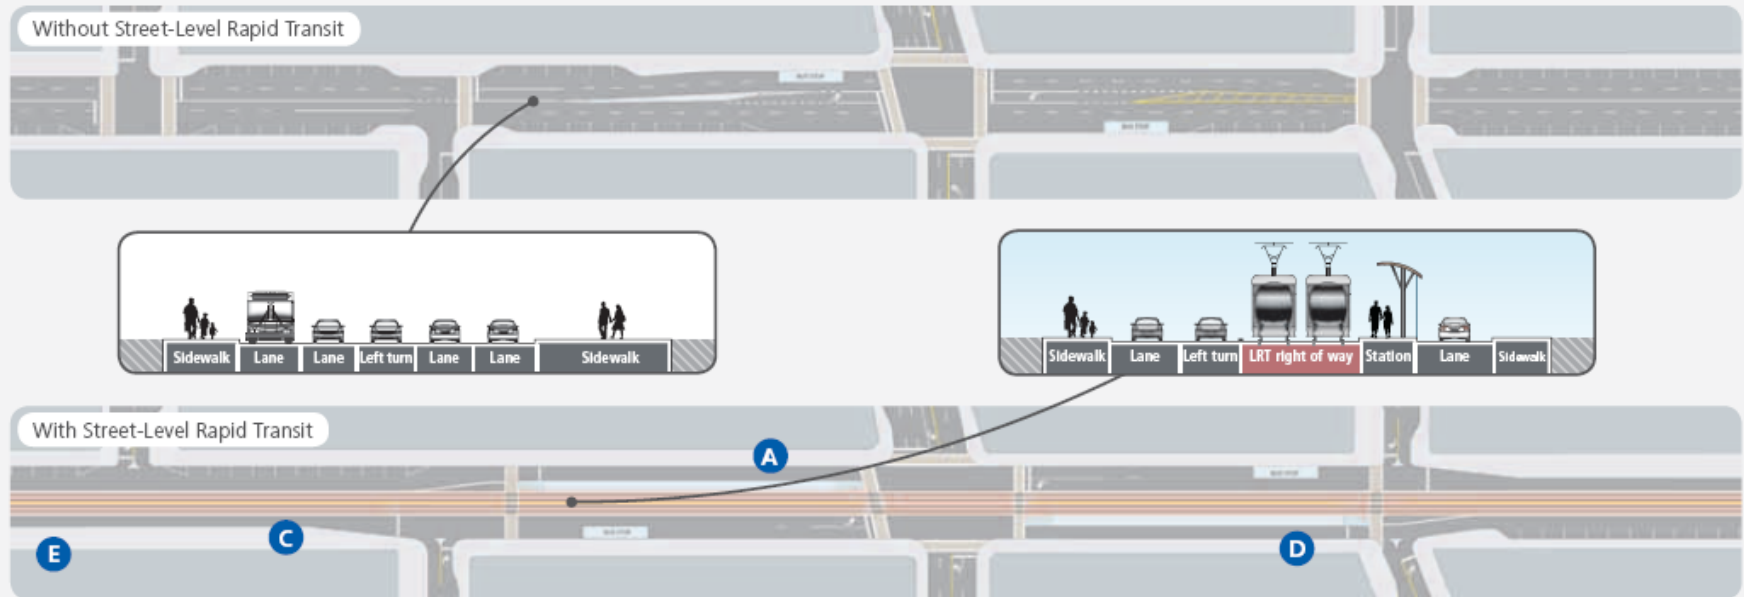 Without Street-Level Rapid Transit
Sidewalk Lane Lane Left turn Lane Lane Sidewalk
Sidewalk Lane Left turn LRT right of way Station Lane Sidewalk
With Street-Level Rapid Transit
A
C
D
E